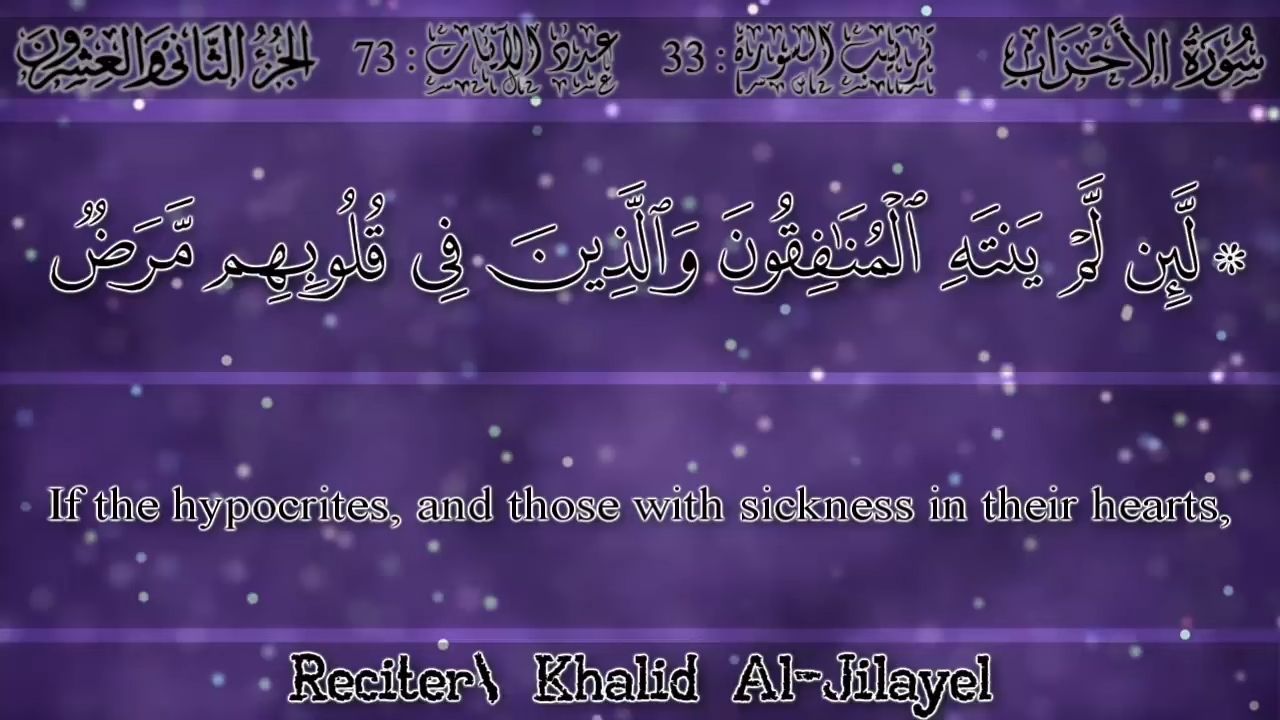 سُورَةُ الأَحْزَابِ ترتيب السورة : 33 عدد الآيات : 73 الجزء الثاني والعشرون
۞ لَّئِن لَّمْ يَنتَهِ ٱلْمُنَٰفِقُونَ وَٱلَّذِينَ فِى قُلُوبِهِم مَّرَضٌ
If the hypocrites, and those with sickness in their hearts,
Reciter\ Khalid Al-Jilayel